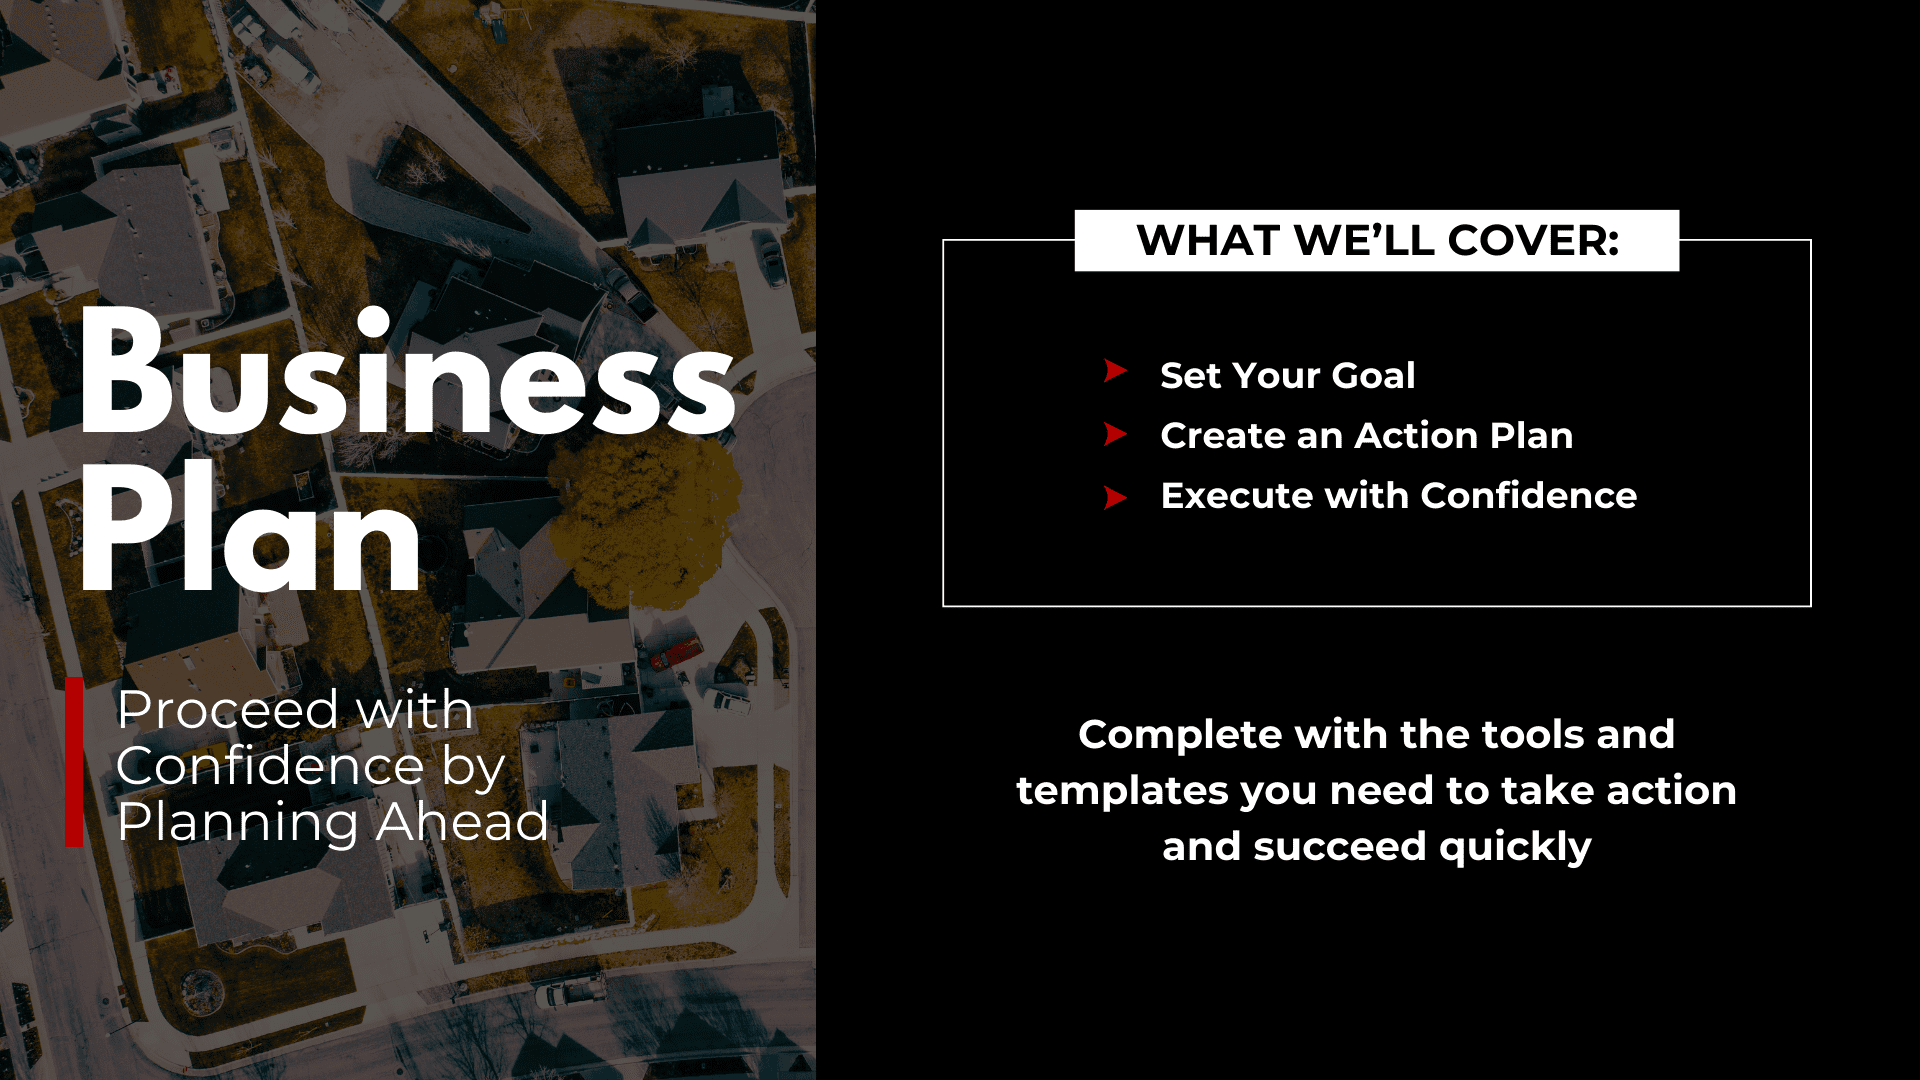 Business
Plan
Proceed with
Confidence by
Planning Ahead
WHAT WE’LL COVER:
Set Your Goal
Create an Action Plan
Execute with Confidence
Complete with the tools and
templates you need to take action
and succeed quickly